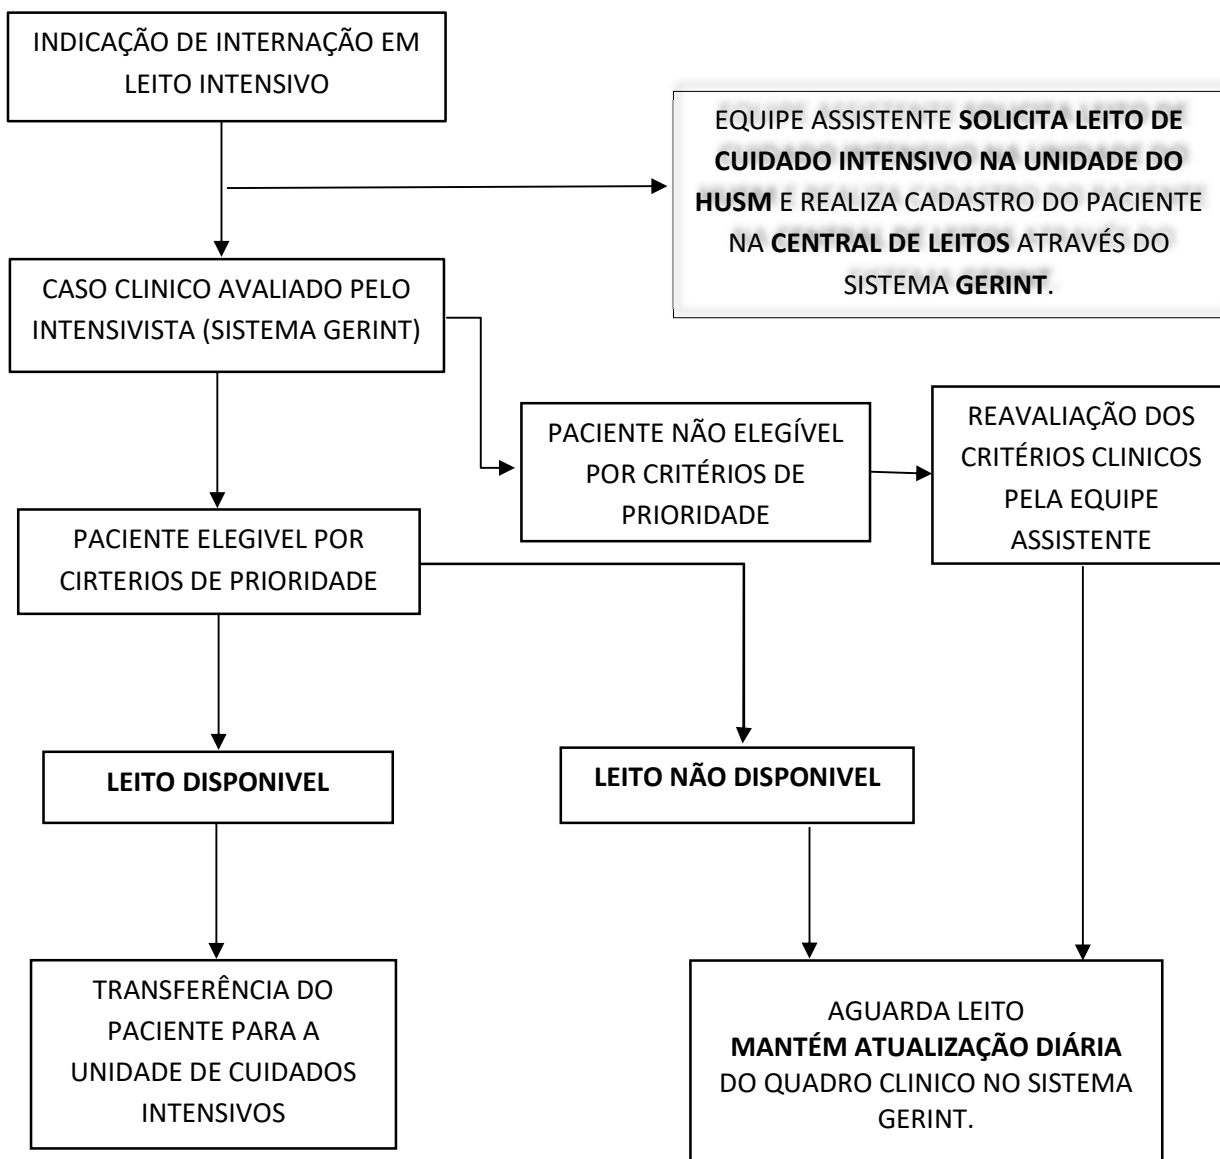 INDICAÇÃO DE INTERNAÇÃO EM
LEITO INTENSIVO
EQUIPE ASSISTENTE SOLICITA LEITO DE
CUIDADO INTENSIVO NA UNIDADE DO
HUSM E REALIZA CADASTRO DO PACIENTE
NA CENTRAL DE LEITOS ATRAVÉS DO
SISTEMA GERINT.
CASO CLINICO AVALIADO PELO
INTENSIVISTA (SISTEMA GERINT)
PACIENTE NÃO ELEGÍVEL
POR CRITÉRIOS DE
PRIORIDADE
REAVALIAÇÃO DOS
CRITÉRIOS CLINICOS
PELA EQUIPE
ASSISTENTE
PACIENTE ELEGIVEL POR
CIRTERIOS DE PRIORIDADE
LEITO DISPONIVEL
LEITO NÃO DISPONIVEL
TRANSFERÊNCIA DO
PACIENTE PARA A
UNIDADE DE CUIDADOS
INTENSIVOS
AGUARDA LEITO
MANTÉM ATUALIZAÇÃO DIÁRIA
DO QUADRO CLINICO NO SISTEMA
GERINT.